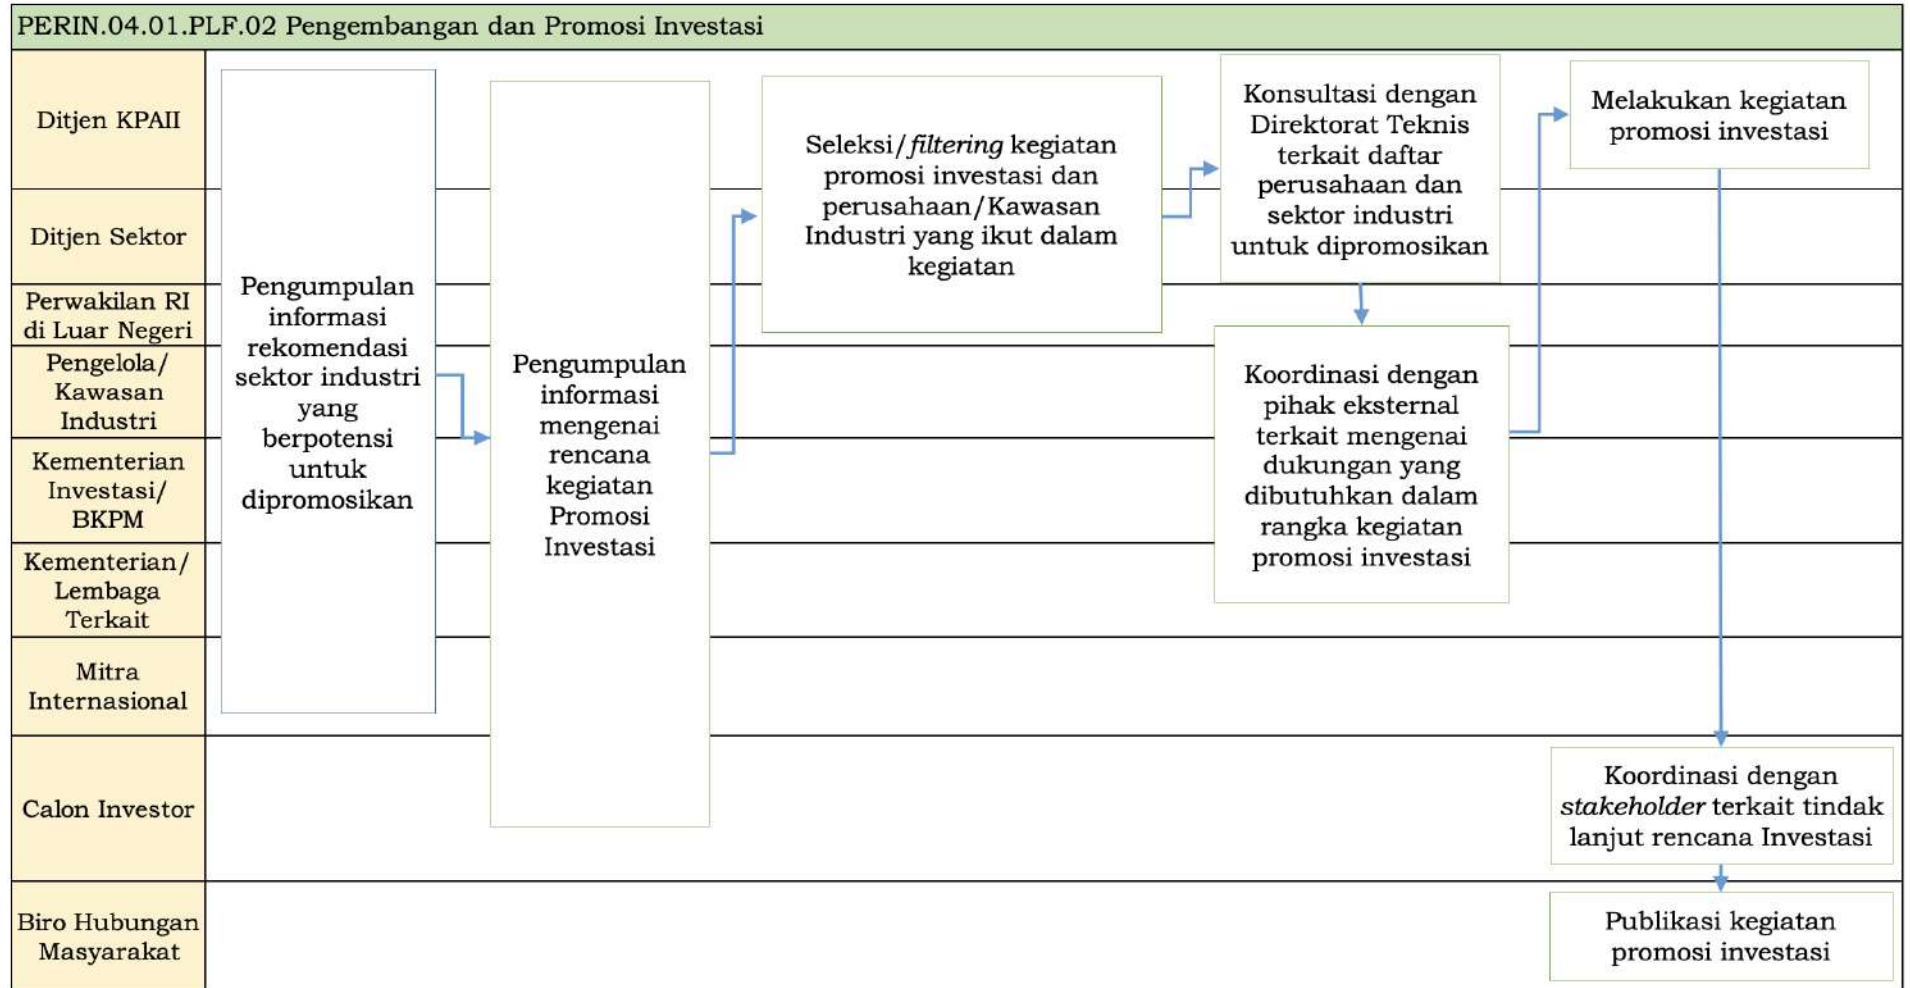 PERIN.04.01.PLF.02 Pengembangan dan Promosi Investasi
Ditjen KPAII
Ditjen Sektor
Perwakilan RI
di Luar Negeri
Pengelola/
Kawasan
Industri
Kementerian
Investasi/
BKPM
Kementerian/
Lembaga
Terkait
Mitra
Internasional
Calon Investor
Biro Hubungan
Masyarakat
Pengumpulan
informasi
rekomendasi
sektor industri
yang
berpotensi
untuk
dipromosikan
Pengumpulan
informasi
mengenai
rencana
kegiatan
Promosi
Investasi
Seleksi/filtering kegiatan
promosi investasi dan
perusahaan/Kawasan
Industri yang ikut dalam
kegiatan
Konsultasi dengan
Direktorat Teknis
terkait daftar
perusahaan dan
sektor industri
untuk dipromosikan
Koordinasi dengan
pihak eksternal
terkait mengenai
dukungan yang
dibutuhkan dalam
rangka kegiatan
promosi investasi
Melakukan kegiatan
promosi investasi
Koordinasi dengan
stakeholder terkait tindak
lanjut rencana Investasi
Publikasi kegiatan
promosi investasi